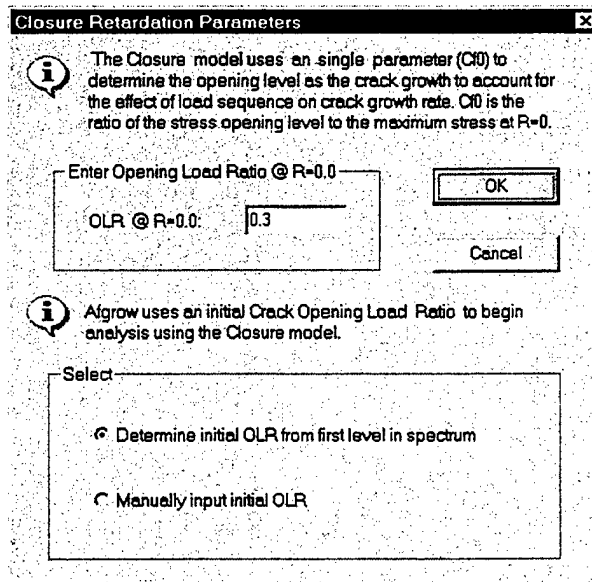 Closure Retardation Parameters
The Closure model uses an single parameter (Cf0) to
determine the opening level as the crack growth to account for
the effect of load sequence on crack growth rate. Cf0 is the
ratio of the stress opening level to the maximum stress at R=0.
Enter Opening Load Ratio @ R=0.0
OLR @ R=0.0:
0.3
OK
Cancel
Afgrow uses an initial Crack Opening Load Ratio to begin
analysis using the Closure model.
Select
Determine initial OLR from first level in spectrum
Manually input initial OLR